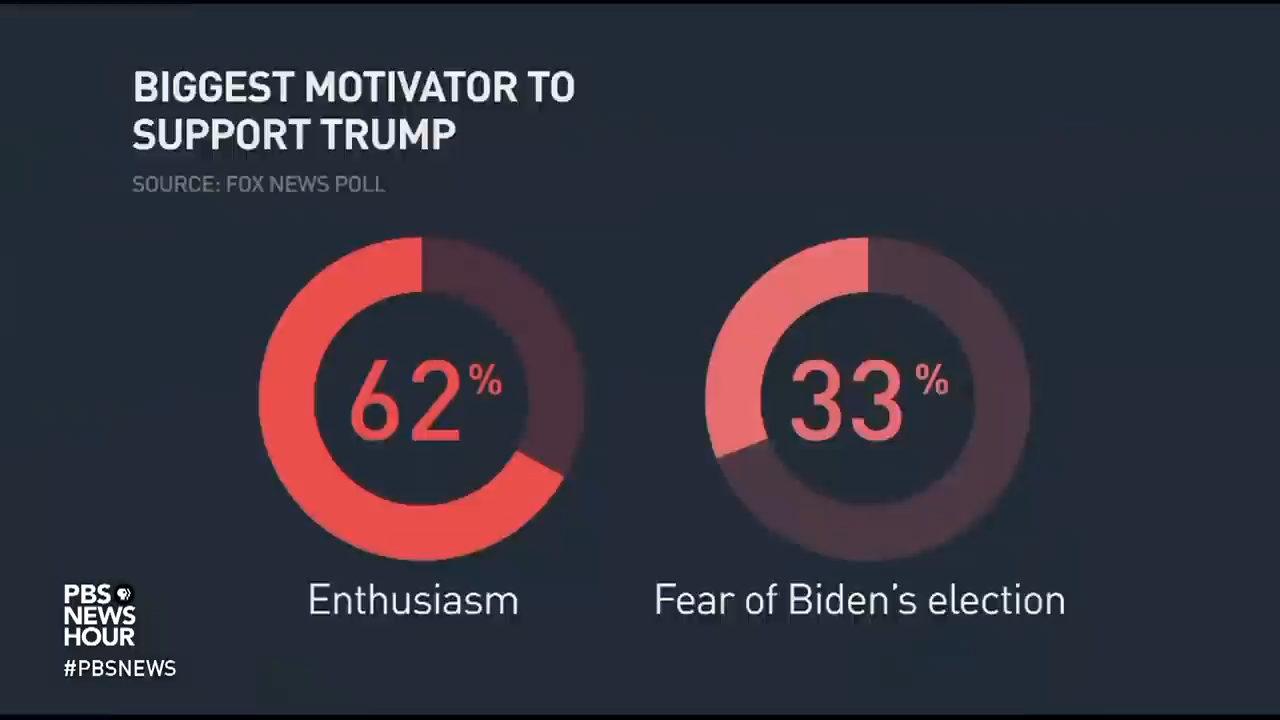 BIGGEST MOTIVATOR TO
SUPPORT TRUMP
SOURCE: FOX NEWS POLL
62%
33%
Enthusiasm
Fear of Biden's election
PBS
NEWS
HOUR
#PBSNEWS